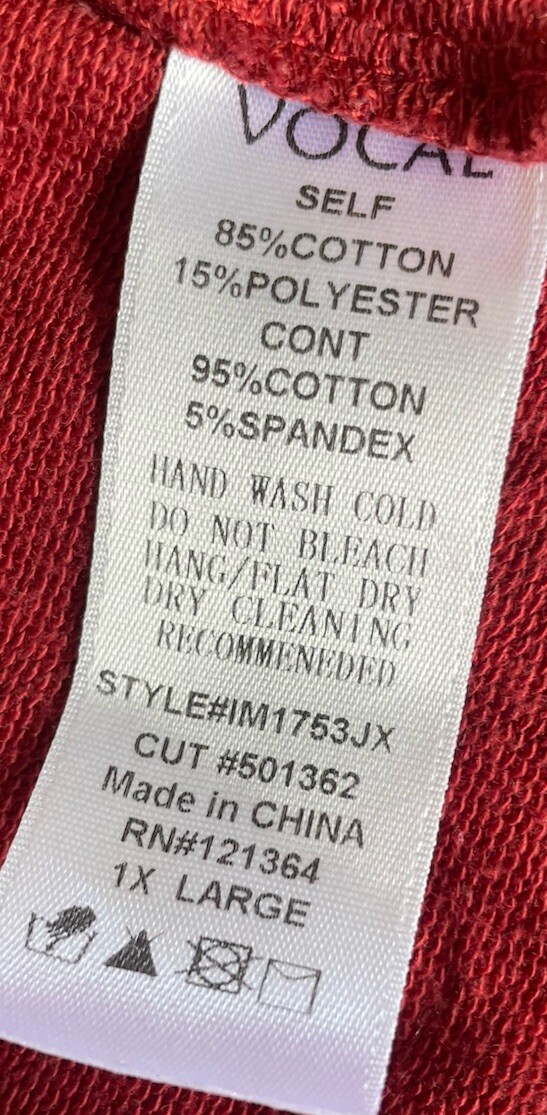 VOCAL
SELF
85%COTTON
15%POLYESTER
CONT
95%COTTON
5%SPANDEX
HAND WASH COLD
DO NOT BLEACH
HANG/FLAT DRY
DRY CLEANING
RECOMMENEDED
STYLE#IM1753JX
CUT #501362
Made in CHINA
RN#121364
1X LARGE